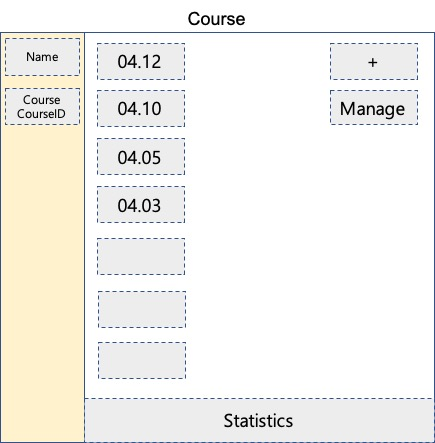 Course
Name
Course
CourseID
04.12
04.10
04.05
04.03
+
Manage
Statistics